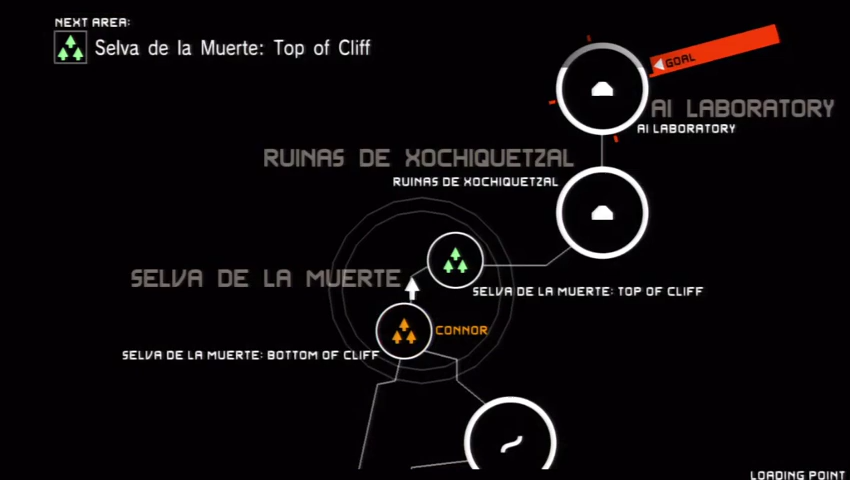 NEXT AREA:
Selva de la Muerte: Top of Cliff
GOAL
AI LABORATORY
AI LABORATORY
RUINAS DE XOCHIQUETZAL
RUINAS DE XOCHIQUETZAL
SELVA DE LA MUERTE
SELVA DE LA MUERTE: TOP OF CLIFF
CONNOR
SELVA DE LA MUERTE: BOTTOM OF CLIFF
LOADING POINT